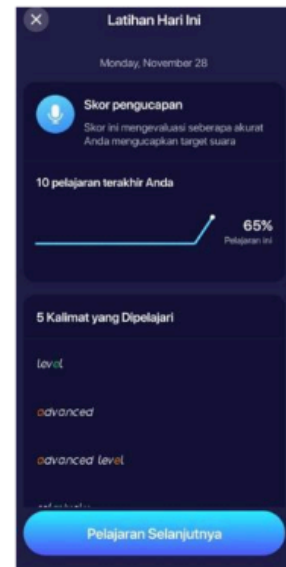 Latihan Hari Ini
Monday, November 28
Skor pengucapan
Skor ini mengevaluasi seberapa akurat
Anda mengucapkan target suara
10 pelajaran terakhir Anda
65%
Pelajaran ini
5 Kalimat yang Dipelajari
level
advanced
advanced level
Pelajaran Selanjutnya